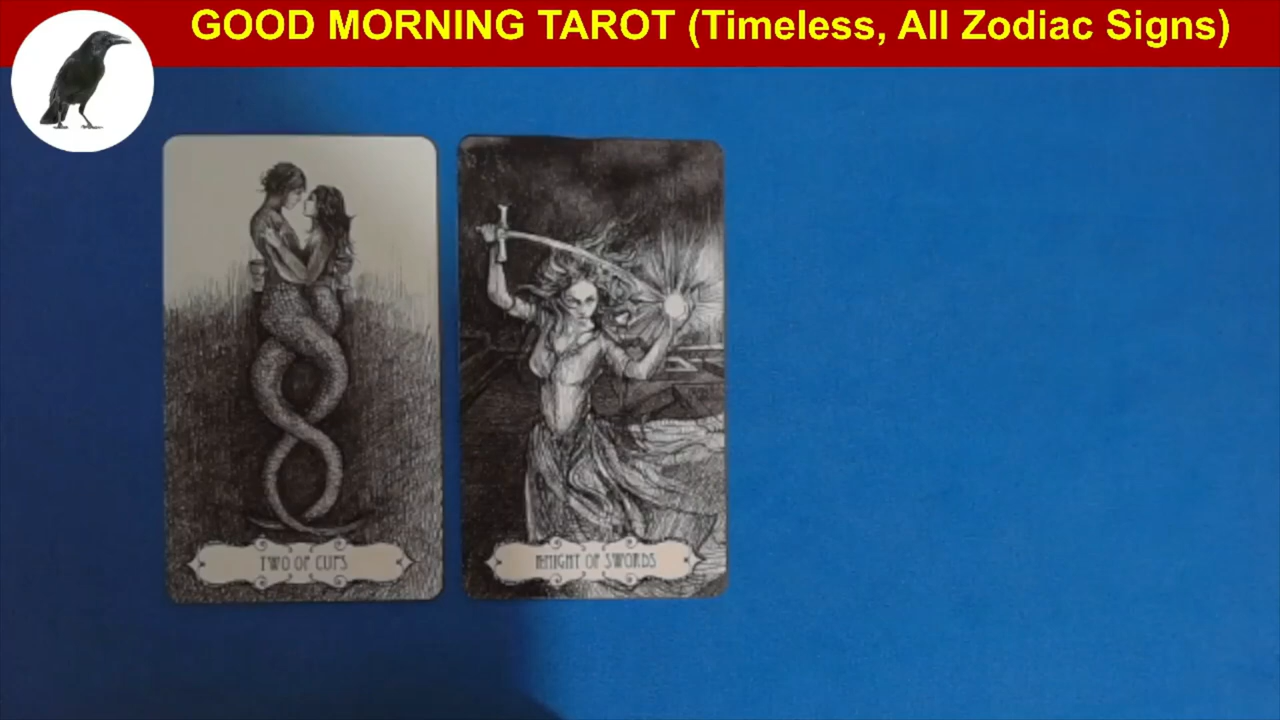 GOOD MORNING TAROT (Timeless, All Zodiac Signs)
TWO OF CUPS
KNIGHT OF SWORDS